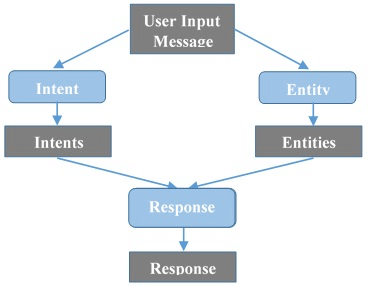 User Input
Message
Intent
Entity
Intents
Entities
Response
Response